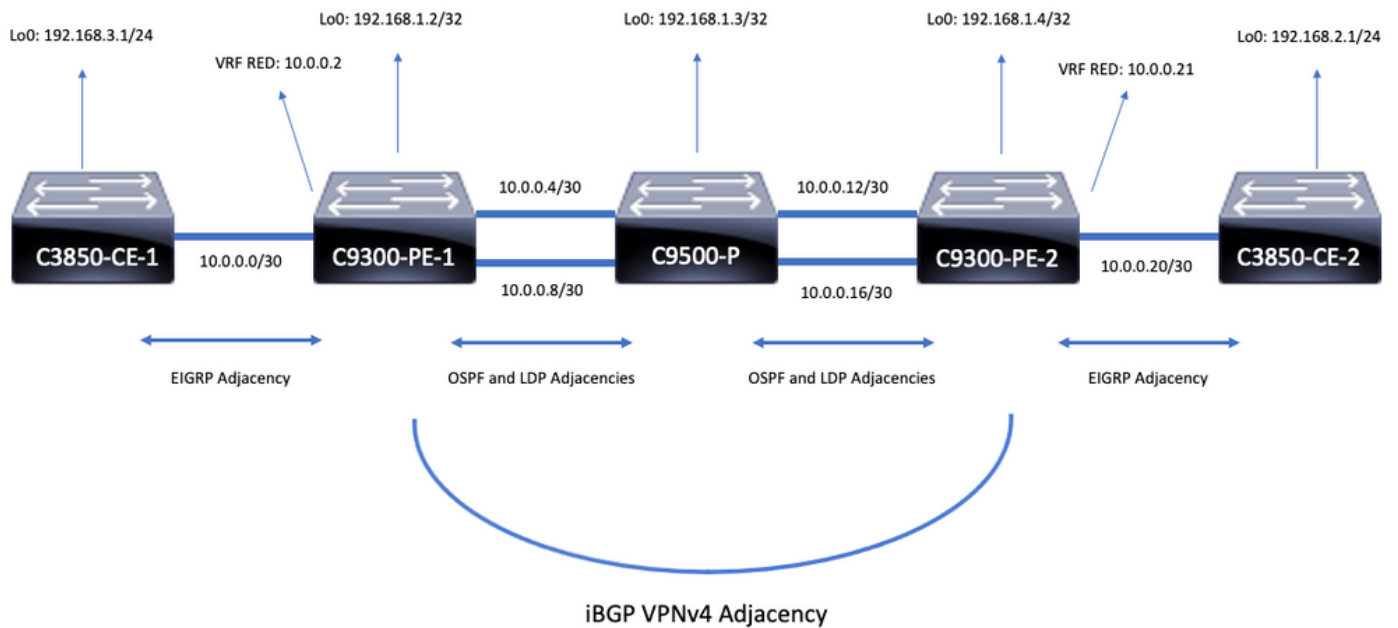 Lo0: 192.168.3.1/24
VRF RED: 10.0.0.2
Lo0: 192.168.1.2/32
Lo0: 192.168.1.3/32
Lo0: 192.168.1.4/32
VRF RED: 10.0.0.21
Lo0: 192.168.2.1/24
C3850-CE-1
10.0.0.0/30
C9300-PE-1
10.0.0.4/30
10.0.0.8/30
C9500-P
10.0.0.12/30
10.0.0.16/30
C9300-PE-2
10.0.0.20/30
C3850-CE-2
EIGRP Adjacency
OSPF and LDP Adjacencies
OSPF and LDP Adjacencies
EIGRP Adjacency
iBGP VPNv4 Adjacency